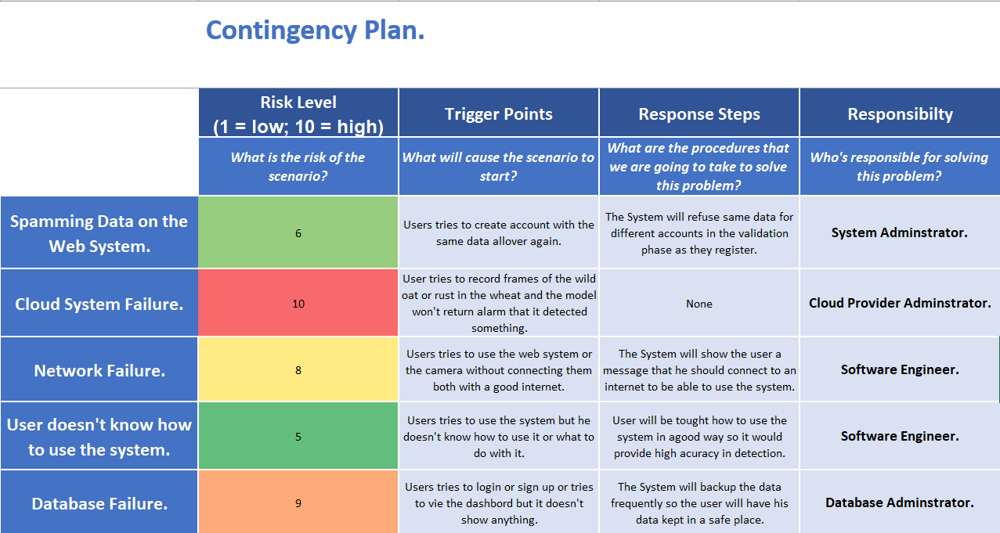 Contingency Plan.
Risk Level
(1 = low; 10 = high)
Trigger Points
Response Steps
Responsibilty
What is the risk of the
scenario?
What will cause the scenario to
start?
What are the procedures that
we are going to take to solve
this problem?
Who's responsible for solving
this problem?
Spamming Data on the
Web System.
6
Users tries to create account with the
same data allover again.
The System will refuse same data for
different accounts in the validation
phase as they register.
System Adminstrator.
Cloud System Failure.
10
User tries to record frames of the wild
oat or rust in the wheat and the model
won't return alarm that it detected
something.
None
Cloud Provider Adminstrator.
Network Failure.
8
Users tries to use the web system or
the camera without connecting them
both with a good internet.
The System will show the user a
message that he should connect to an
internet to be able to use the system.
Software Engineer.
User doesn't know how
to use the system.
5
Users tries to use the system but he
doesn't know how to use it or what to
do with it.
User will be tought how to use the
system in agood way so it would
provide high acuracy in detection.
Software Engineer.
Database Failure.
9
Users tries to login or sign up or tries
to vie the dashbord but it doesn't
show anything.
The System will backup the data
frequently so the user will have his
data kept in a safe place.
Database Adminstrator.